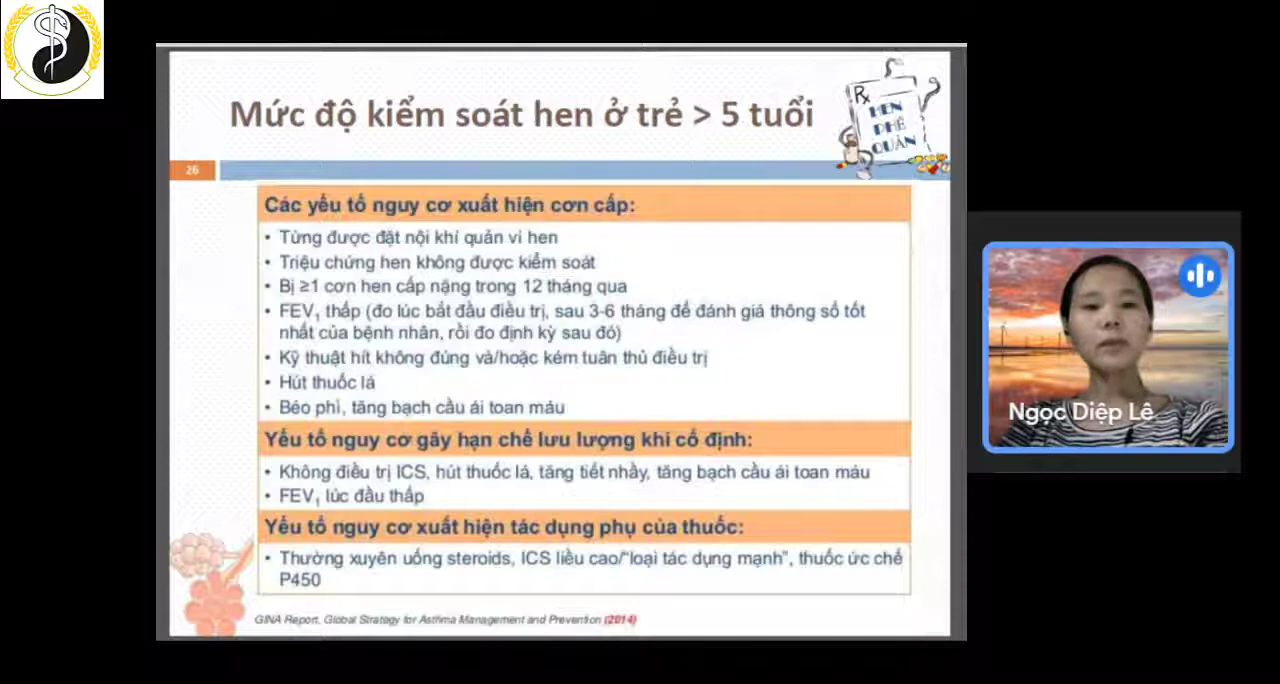 Mức độ kiểm soát hen ở trẻ > 5 tuổi
Rx
HEN
PHẾ
QUẢN
26
Các yếu tố nguy cơ xuất hiện cơn cấp:
• Từng được đặt nội khí quản vì hen
• Triệu chứng hen không được kiểm soát
• Bị ≥1 cơn hen cấp nặng trong 12 tháng qua
• FEV₁ thấp (đo lúc bắt đầu điều trị, sau 3-6 tháng để đánh giá thông số tốt
nhất của bệnh nhân, rồi đo định kỳ sau đó)
• Kỹ thuật hít không đúng và/hoặc kém tuân thủ điều trị
• Hút thuốc lá
• Béo phì, tăng bạch cầu ái toan máu
Yếu tố nguy cơ gây hạn chế lưu lượng khí cố định:
• Không điều trị ICS, hút thuốc lá, tăng tiết nhầy, tăng bạch cầu ái toan máu
• FEV₁ lúc đầu thấp
Yếu tố nguy cơ xuất hiện tác dụng phụ của thuốc:
• Thường xuyên uống steroids, ICS liều cao/“loại tác dụng mạnh”, thuốc ức chế
P450
GINA Report, Global Strategy for Asthma Management and Prevention (2014)
Ngọc Diệp Lê